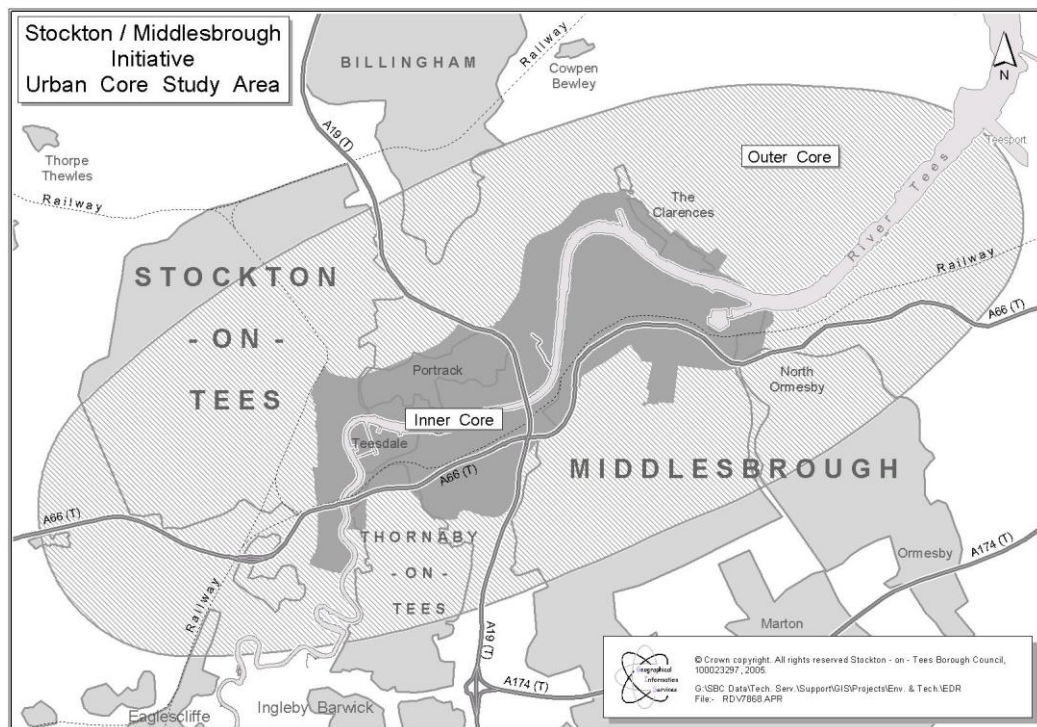 Stockton / Middlesbrough
Initiative
Urban Core Study Area
BILLINGHAM
Railway
Cowpen
Bewley
N
A19 (T)
Outer Core
Teesport
Thorpe
Thewles
Railway
The
Clarences
River Tees
Railway
STOCKTON
- ON -
TEES
A66 (T)
Portrack
North
Ormesby
Inner Core
Teesdale
MIDDLESBROUGH
A66 (T)
A66 (T)
THORNABY
- ON -
TEES
Ormesby
A174 (T)
Railway
Marton
A19 (T)
A174 (T)
Eaglescliffe
Ingleby Barwick
Geographical
Information
Services
© Crown copyright. All rights reserved Stockton - on - Tees Borough Council,
100023297, 2005.
G:\SBC Data\Tech. Serv.\Support\GIS\Projects\Env. & Tech.\EDR
File:- RDV7868.APR